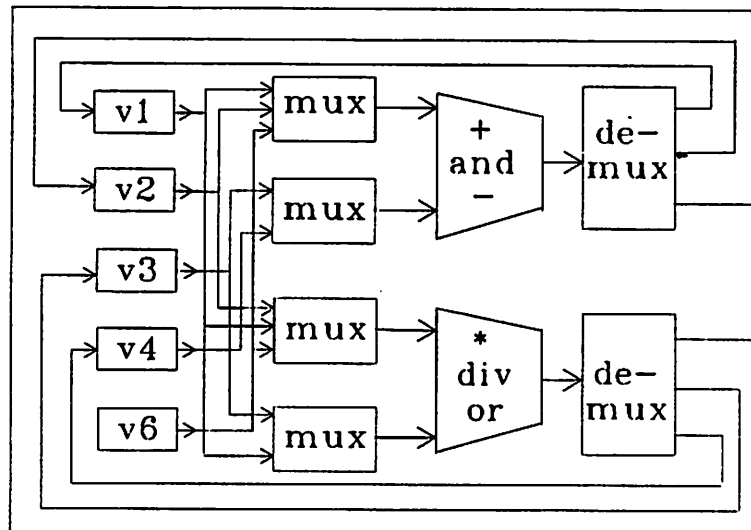 v1
v2
v3
v4
v6
mux
mux
mux
mux
+
and
-
*
div
or
de-
mux
de-
mux